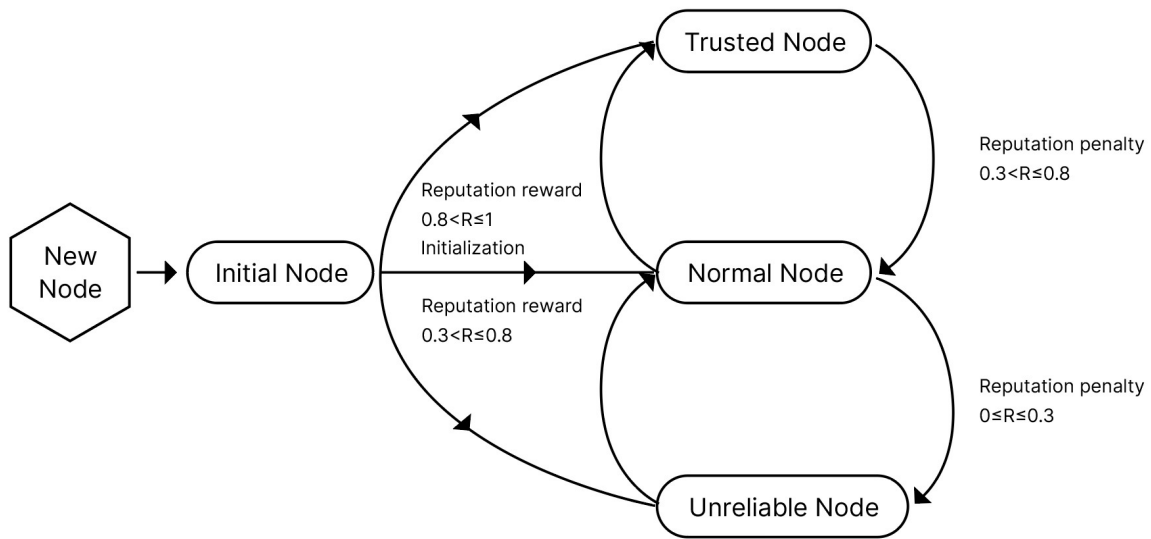 Trusted Node
Reputation penalty
0.3<R≤0.8
Reputation reward
0.8<R≤1
Initialization
New
Node
Initial Node
Normal Node
Reputation reward
0.3<R≤0.8
Reputation penalty
0≤R≤0.3
Unreliable Node